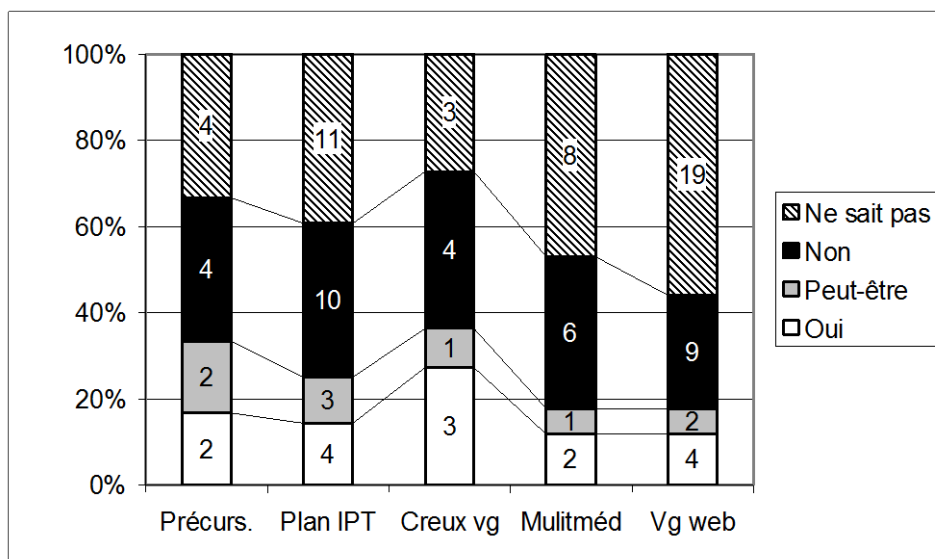 100%
80%
60%
40%
20%
0%
4 11 3 8 19
4 10 4 6 9
2 3 1 1 2
2 4 3 2 4
Précurs. Plan IPT Creux vg Mulitméd Vg web
Ne sait pas
Non
Peut-être
Oui